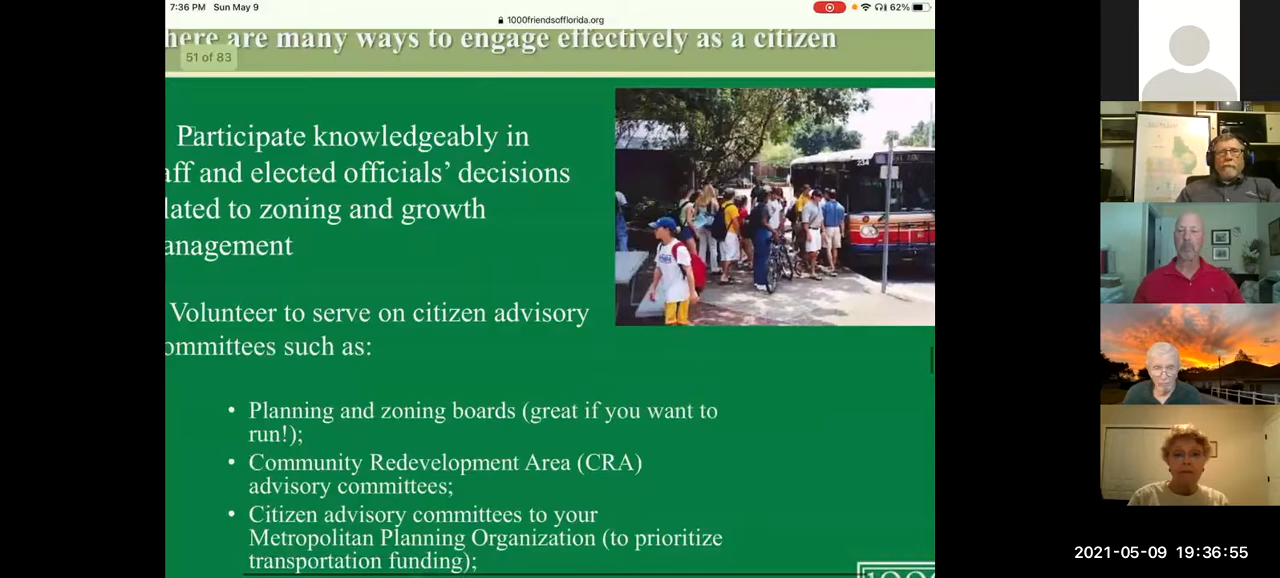 7:36 PM Sun May 9
62%
1000friendsofflorida.org
here are many ways to engage effectively as a citizen
51 of 83
Participate knowledgeably in
aff and elected officials’ decisions
lated to zoning and growth
anagement
Volunteer to serve on citizen advisory
ommittees such as:
• Planning and zoning boards (great if you want to
run!);
• Community Redevelopment Area (CRA)
advisory committees;
• Citizen advisory committees to your
Metropolitan Planning Organization (to prioritize
transportation funding);
1000
2021-05-09 19:36:55